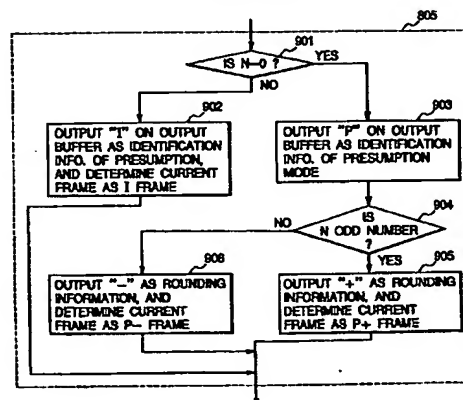 805
901
IS N=0 ?
YES
NO
902
903
OUTPUT "I" ON OUTPUT
BUFFER AS IDENTIFICATION
INFO. OF PRESUMPTION,
AND DETERMINE CURRENT
FRAME AS I FRAME
OUTPUT "P" ON OUTPUT
BUFFER AS IDENTIFICATION
INFO. OF PRESUMPTION
MODE
904
NO
IS
N ODD NUMBER
?
YES
906
905
OUTPUT "-" AS ROUNDING
INFORMATION, AND
DETERMINE CURRENT
FRAME AS P- FRAME
OUTPUT "+" AS ROUNDING
INFORMATION, AND
DETERMINE CURRENT
FRAME AS P+ FRAME